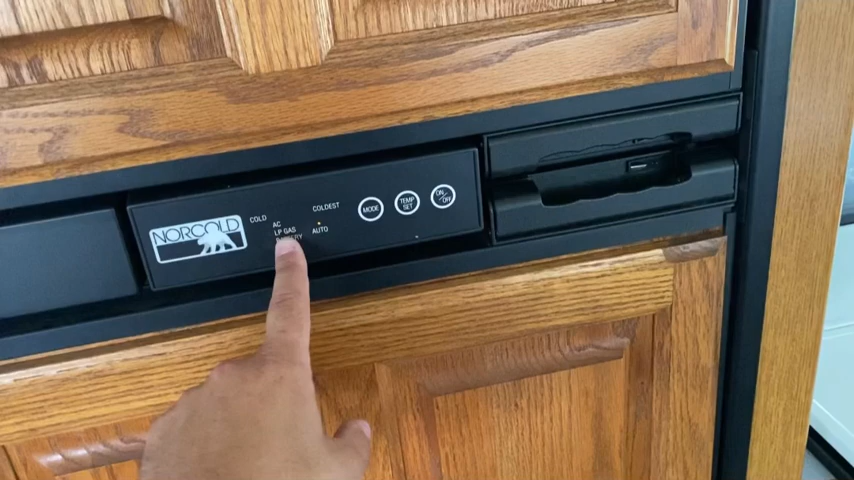 NORCOLD
COLD
COLDEST
AC
LP GAS
AUTO
MODE
TEMP
SET
ON/
OFF